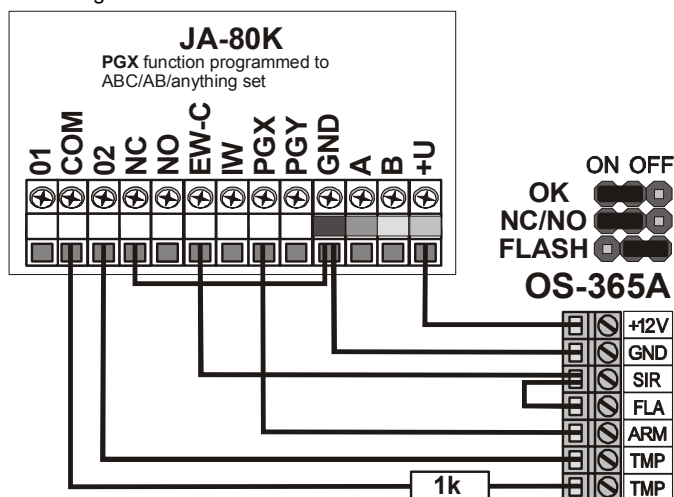 JA-80K
PGX function programmed to
ABC/AB/anything set
01 COM 02 NC NO EW-C IW PGX PGY GND A B +U
ON OFF
OK
NC/NO
FLASH
OS-365A
+12V
GND
SIR
FLA
ARM
TMP
1k TMP